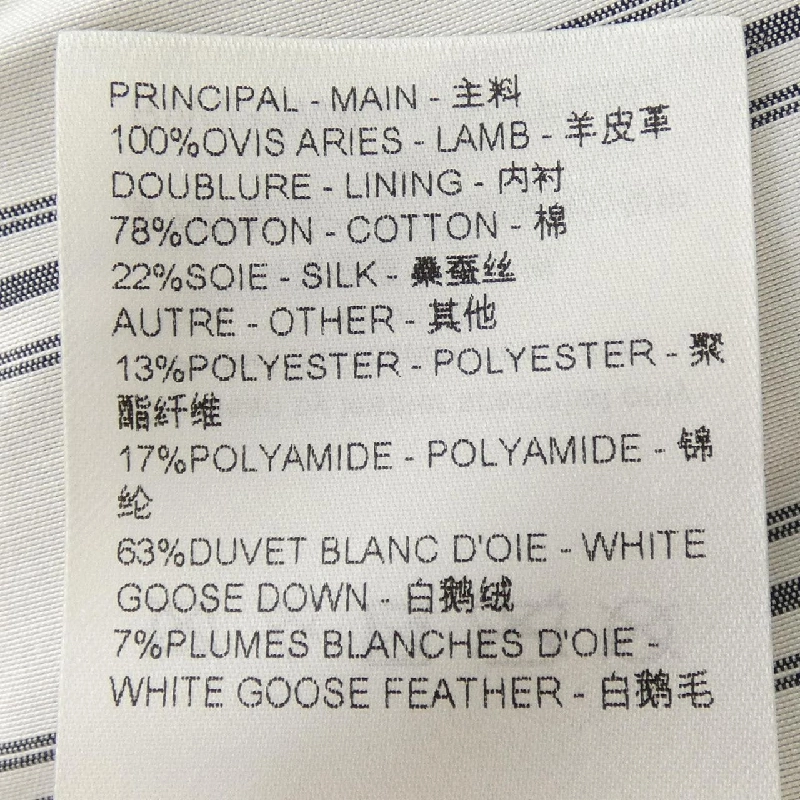 PRINCIPAL - MAIN - 主料
100%OVIS ARIES - LAMB - 羊皮革
DOUBLURE - LINING - 内衬
78%COTON - COTTON - 棉
22%SOIE - SILK - 桑蚕丝
AUTRE - OTHER - 其他
13%POLYESTER - POLYESTER - 聚
酯纤维
17%POLYAMIDE - POLYAMIDE - 锦
纶
63%DUVET BLANC D'OIE - WHITE
GOOSE DOWN - 白鹅绒
7%PLUMES BLANCHES D'OIE -
WHITE GOOSE FEATHER - 白鹅毛